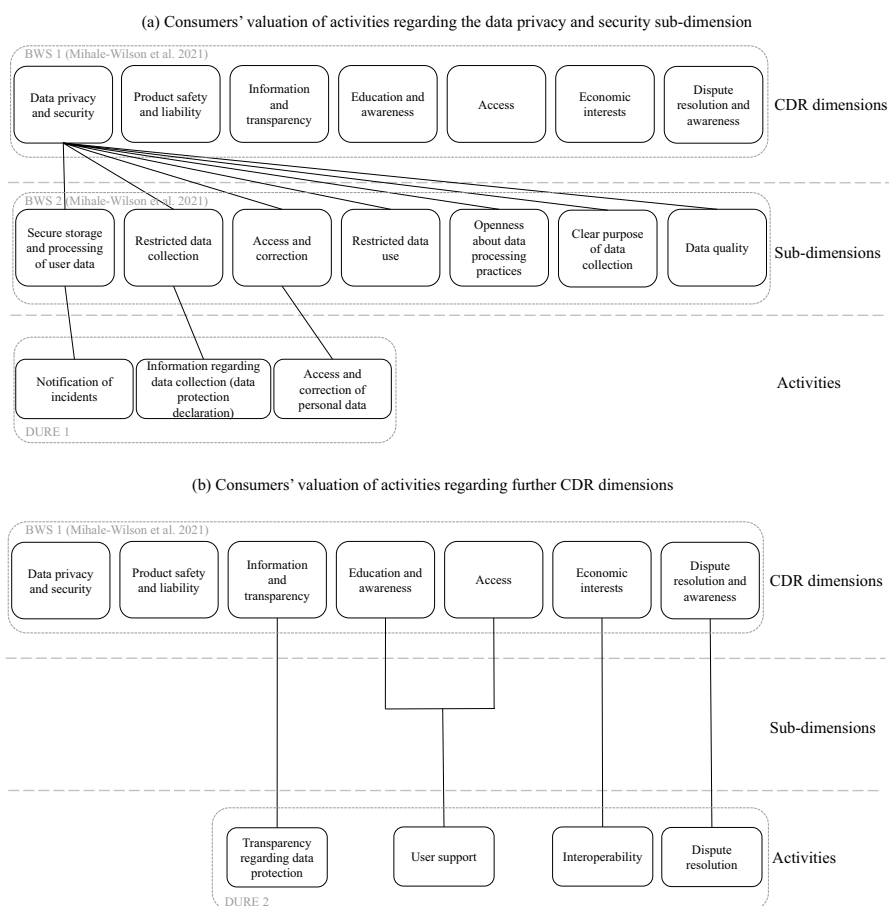 (a) Consumers’ valuation of activities regarding the data privacy and security sub-dimension
BWS 1 (Mihale-Wilson et al. 2021)
Data privacy
and security
Product safety
and liability
Information
and
transparency
Education and
awareness
Access
Economic
interests
Dispute
resolution and
awareness
CDR dimensions
BWS 2 (Mihale-Wilson et al. 2021)
Secure storage
and processing
of user data
Restricted data
collection
Access and
correction
Restricted data
use
Openness
about data
processing
practices
Clear purpose
of data
collection
Data quality
Sub-dimensions
Notification of
incidents
Information regarding
data collection (data
protection
declaration)
Access and
correction of
personal data
Activities
DURE 1
(b) Consumers’ valuation of activities regarding further CDR dimensions
BWS 1 (Mihale-Wilson et al. 2021)
Data privacy
and security
Product safety
and liability
Information
and
transparency
Education and
awareness
Access
Economic
interests
Dispute
resolution and
awareness
CDR dimensions
Sub-dimensions
Transparency
regarding data
protection
User support
Interoperability
Dispute
resolution
Activities
DURE 2